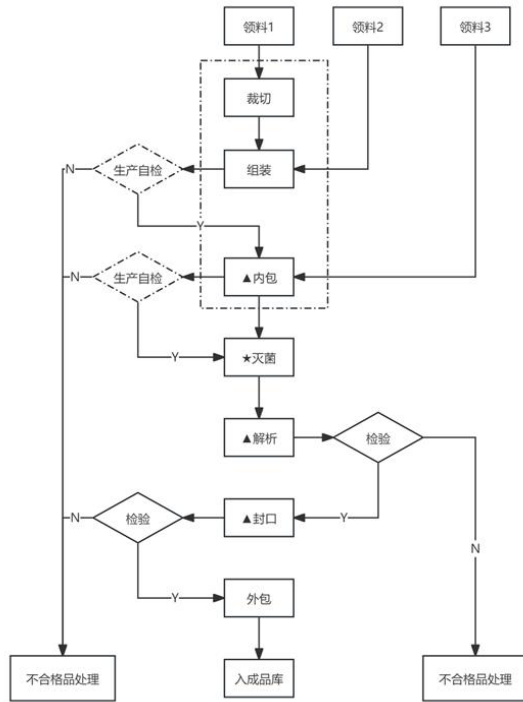 领料1
领料2
领料3
裁切
N
生产自检
组装
Y
N
生产自检
▲内包
Y
★灭菌
▲解析
检验
N
检验
▲封口
Y
N
Y
外包
不合格品处理
入成品库
不合格品处理